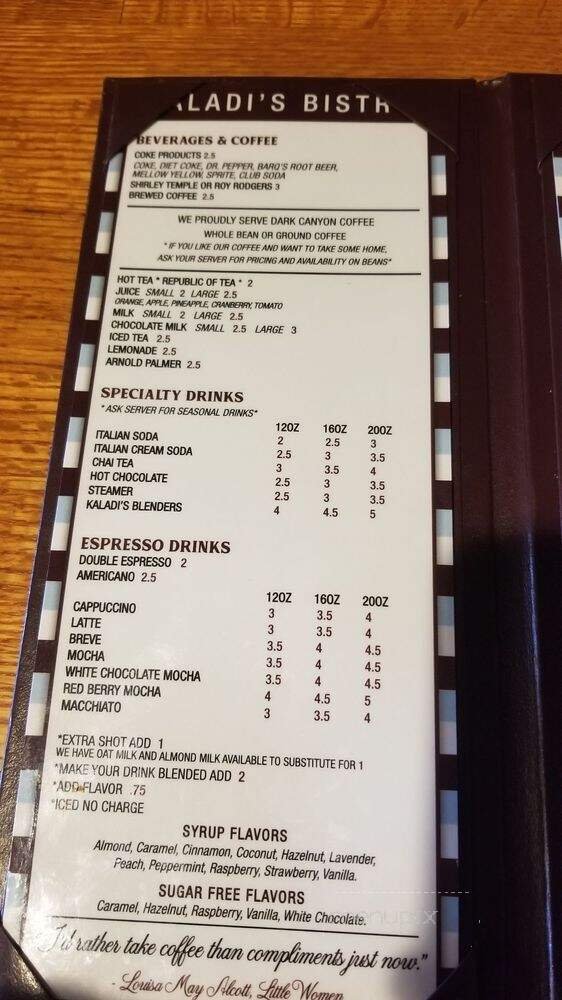 ALADI'S BISTR
BEVERAGES & COFFEE
COKE PRODUCTS 2.5
COKE, DIET COKE, DR. PEPPER, BARQ'S ROOT BEER,
MELLOW YELLOW, SPRITE, CLUB SODA
SHIRLEY TEMPLE OR ROY RODGERS 3
BREWED COFFEE 2.5
WE PROUDLY SERVE DARK CANYON COFFEE
WHOLE BEAN OR GROUND COFFEE
* IF YOU LIKE OUR COFFEE AND WANT TO TAKE SOME HOME,
ASK YOUR SERVER FOR PRICING AND AVAILABILITY ON BEANS*
HOT TEA * REPUBLIC OF TEA * 2
JUICE SMALL 2 LARGE 2.5
ORANGE, APPLE, PINEAPPLE, CRANBERRY, TOMATO
MILK SMALL 2 LARGE 2.5
CHOCOLATE MILK SMALL 2.5 LARGE 3
ICED TEA 2.5
LEMONADE 2.5
ARNOLD PALMER 2.5
SPECIALTY DRINKS
* ASK SERVER FOR SEASONAL DRINKS*
12OZ 16OZ 20OZ
ITALIAN SODA 2 2.5 3
ITALIAN CREAM SODA 2.5 3 3.5
CHAI TEA 3 3.5 4
HOT CHOCOLATE 2.5 3 3.5
STEAMER 2.5 3 3.5
KALADI'S BLENDERS 4 4.5 5
ESPRESSO DRINKS
DOUBLE ESPRESSO 2
AMERICANO 2.5
12OZ 16OZ 20OZ
CAPPUCCINO 3 3.5 4
LATTE 3 3.5 4
BREVE 3.5 4 4.5
MOCHA 3.5 4 4.5
WHITE CHOCOLATE MOCHA 3.5 4 4.5
RED BERRY MOCHA 4 4.5 5
MACCHIATO 3 3.5 4
*EXTRA SHOT ADD 1
WE HAVE OAT MILK AND ALMOND MILK AVAILABLE TO SUBSTITUTE FOR 1
*MAKE YOUR DRINK BLENDED ADD 2
*ADD FLAVOR .75
*ICED NO CHARGE
SYRUP FLAVORS
Almond, Caramel, Cinnamon, Coconut, Hazelnut, Lavender,
Peach, Peppermint, Raspberry, Strawberry, Vanilla.
SUGAR FREE FLAVORS
Caramel, Hazelnut, Raspberry, Vanilla, White Chocolate.
I'd rather take coffee than compliments just now."
- Louisa May Alcott, Little Women